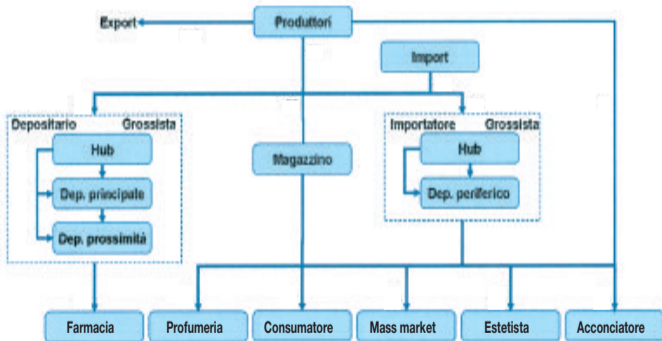 Export
Produttori
Import
Depositario Grossista
Importatore Grossista
Hub
Hub
Magazzino
Dep. principale
Dep. periferico
Dep. prossimità
Farmacia
Profumeria
Consumatore
Mass market
Estetista
Acconciatore